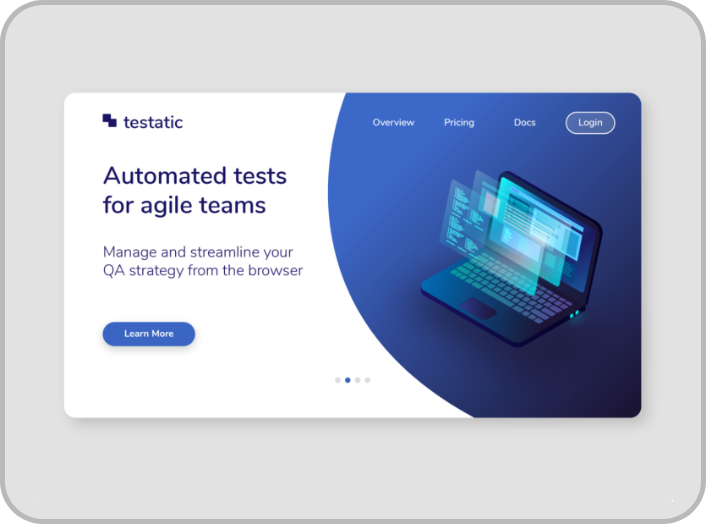 testatic
Overview
Pricing
Docs
Login
Automated tests
for agile teams
Manage and streamline your
QA strategy from the browser
Learn More